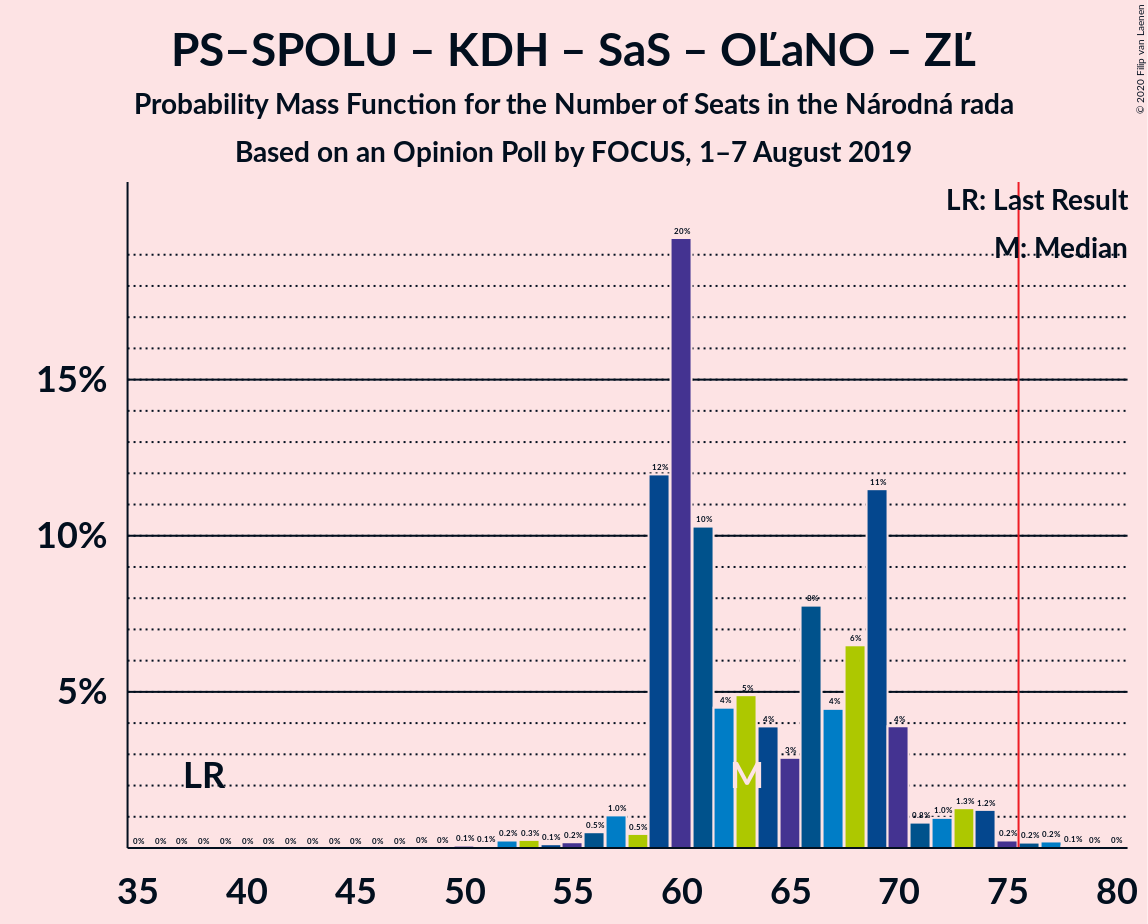 PS–SPOLU – KDH – SaS – OĽaNO – ZĽ
Probability Mass Function for the Number of Seats in the Národná rada
Based on an Opinion Poll by FOCUS, 1–7 August 2019
© 2020 Filip van Laenen
LR: Last Result
M: Median
15%
10%
5%
0% 0% 0% 0% 0% 0% 0% 0% 0% 0% 0% 0% 0% 0% 0% 0.1% 0.1% 0.2% 0.3% 0.1% 0.2% 0.5% 1.0% 0.5% 12% 20% 10% 4% 5% 4% 3% 8% 4% 6% 11% 4% 0.8% 1.0% 1.3% 1.2% 0.2% 0.2% 0.2% 0.1% 0% 0%
LR
M
35 40 45 50 55 60 65 70 75 80